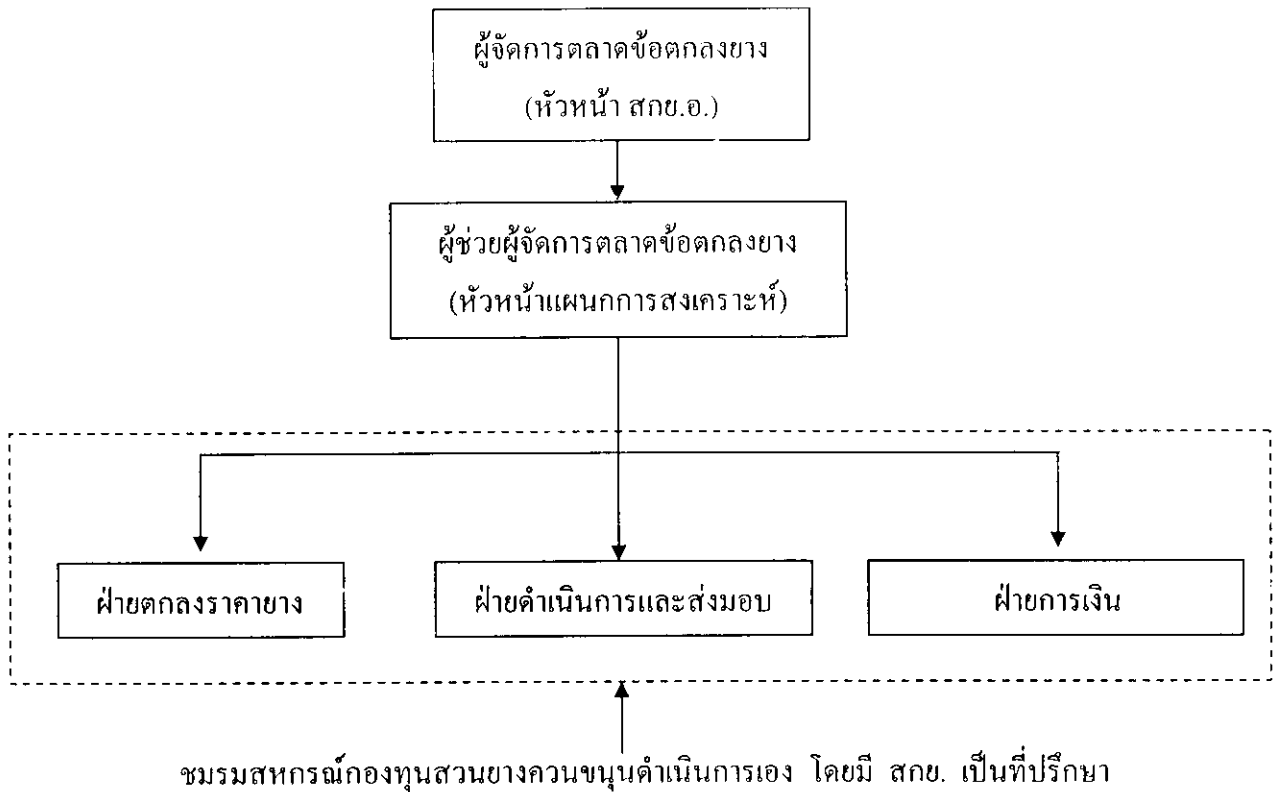 ผู้จัดการตลาดข้อตกลงยาง
(หัวหน้า สกย.อ.)
ผู้ช่วยผู้จัดการตลาดข้อตกลงยาง
(หัวหน้าแผนกการสงเคราะห์)
ฝ่ายตกลงราคายาง
ฝ่ายดำเนินการและส่งมอบ
ฝ่ายการเงิน
ชมรมสหกรณ์กองทุนสวนยางควนขนุนดำเนินการเอง โดยมี สกย. เป็นที่ปรึกษา